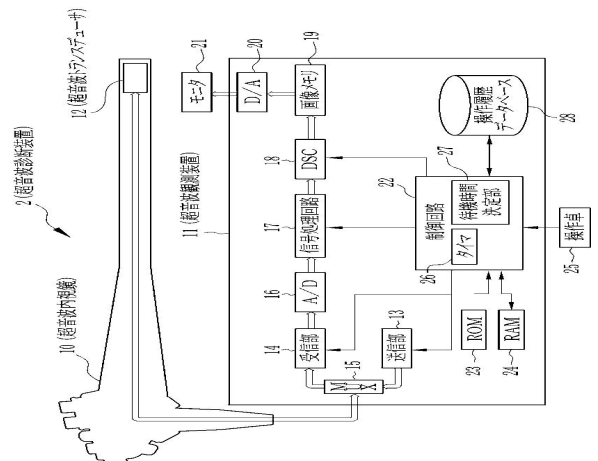 2(超音波診断装置)
10(超音波内視鏡)
12(超音波トランスデューサ)
11(超音波観測装置)
モニタ
21
D/A
20
画像メモリ
19
DSC
18
信号処理回路
17
A/D
16
受信部
14
送信部
13
MX
15
制御回路
22
タイマ
26
待機時間
決定部
27
操作履歴
データベース
28
ROM
23
RAM
24
操作卓
25